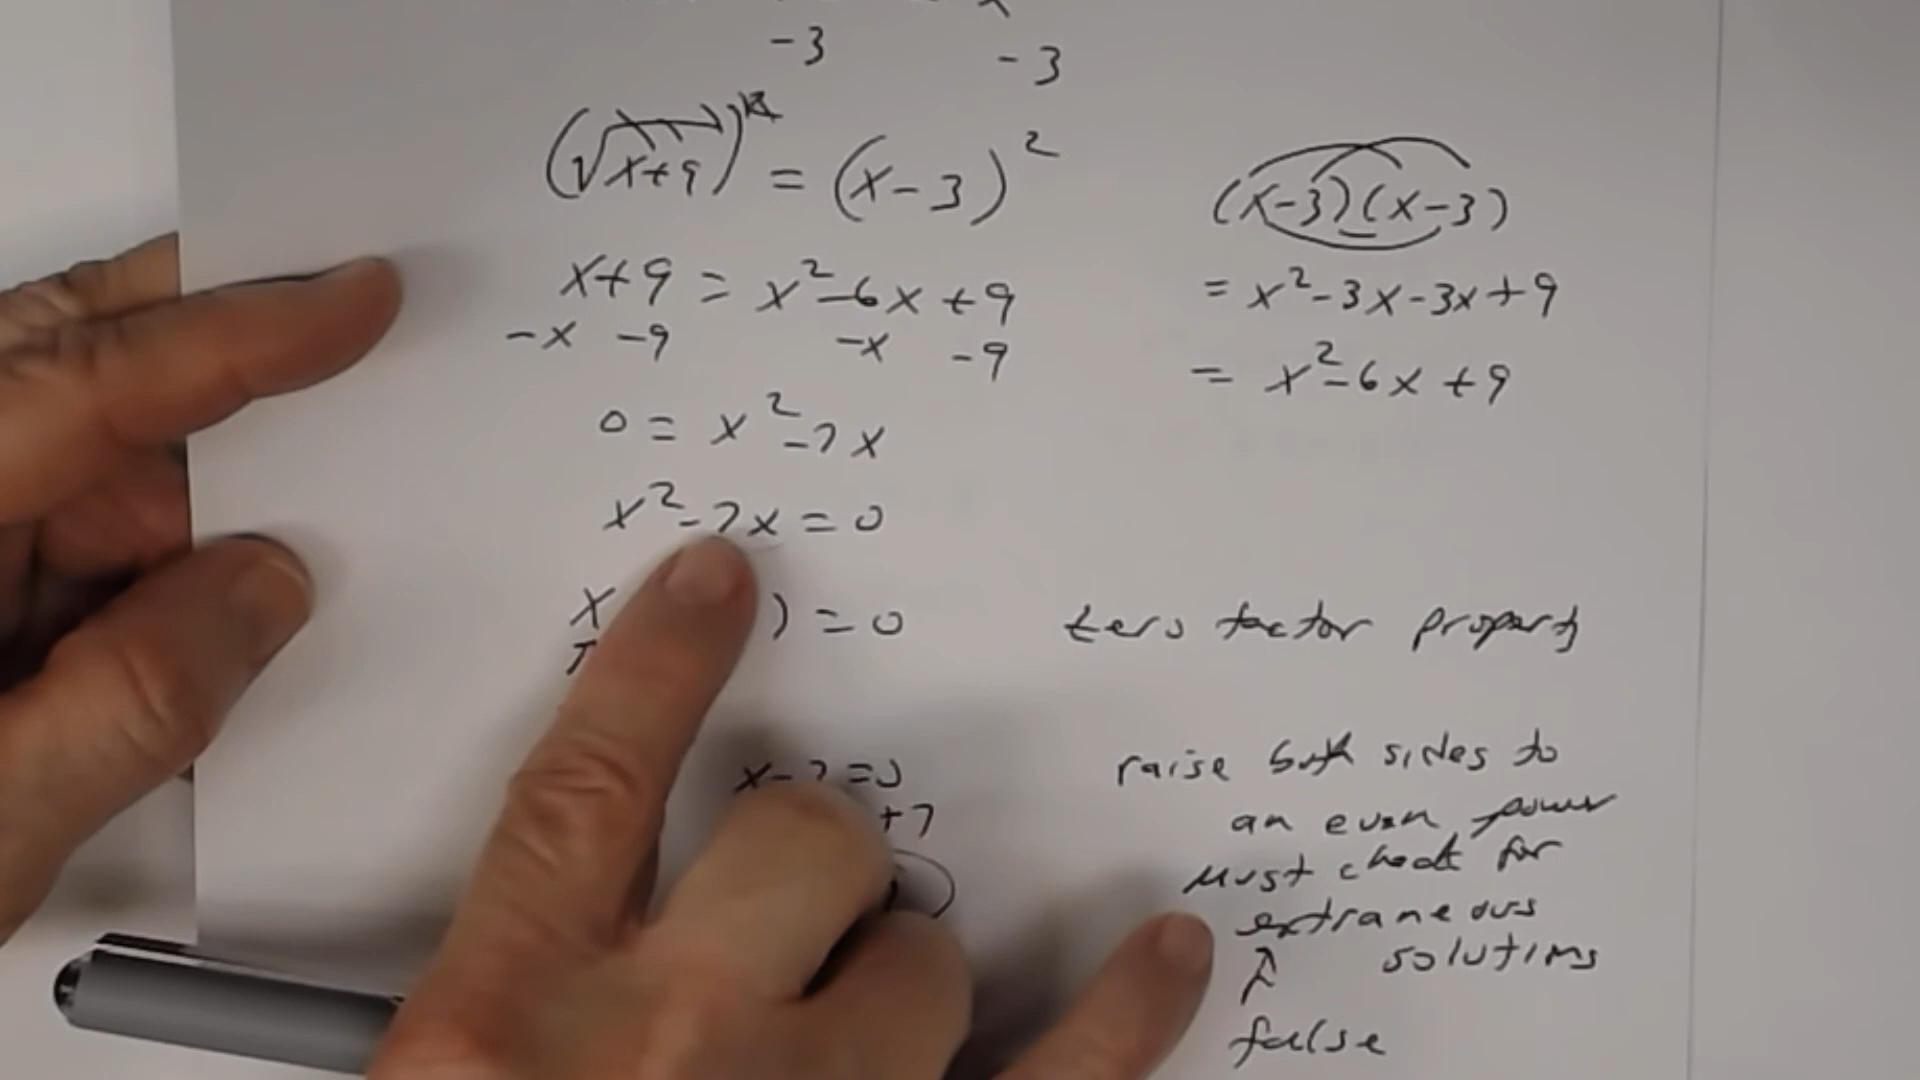 -3 -3
(√x+9)² = (x-3)²
x+9 = x²-6x+9
-x -9 -x -9
0 = x²-7x
x²-7x = 0
x ) = 0
x-7=0
+7
(x-3)(x-3)
= x²-3x-3x+9
= x²-6x+9
zero factor property
raise both sides to
an even power
must check for
extraneous
solutions
false